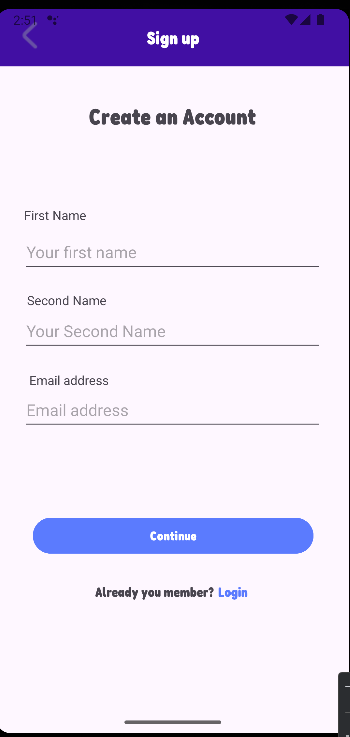 2:51
Sign up
Create an Account
First Name
Your first name
Second Name
Your Second Name
Email address
Email address
Continue
Already you member? Login